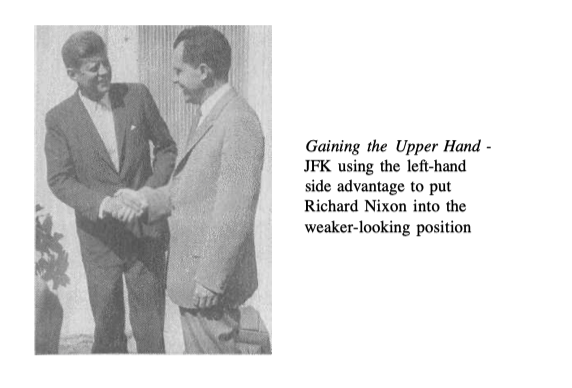 Gaining the Upper Hand -
JFK using the left-hand
side advantage to put
Richard Nixon into the
weaker-looking position